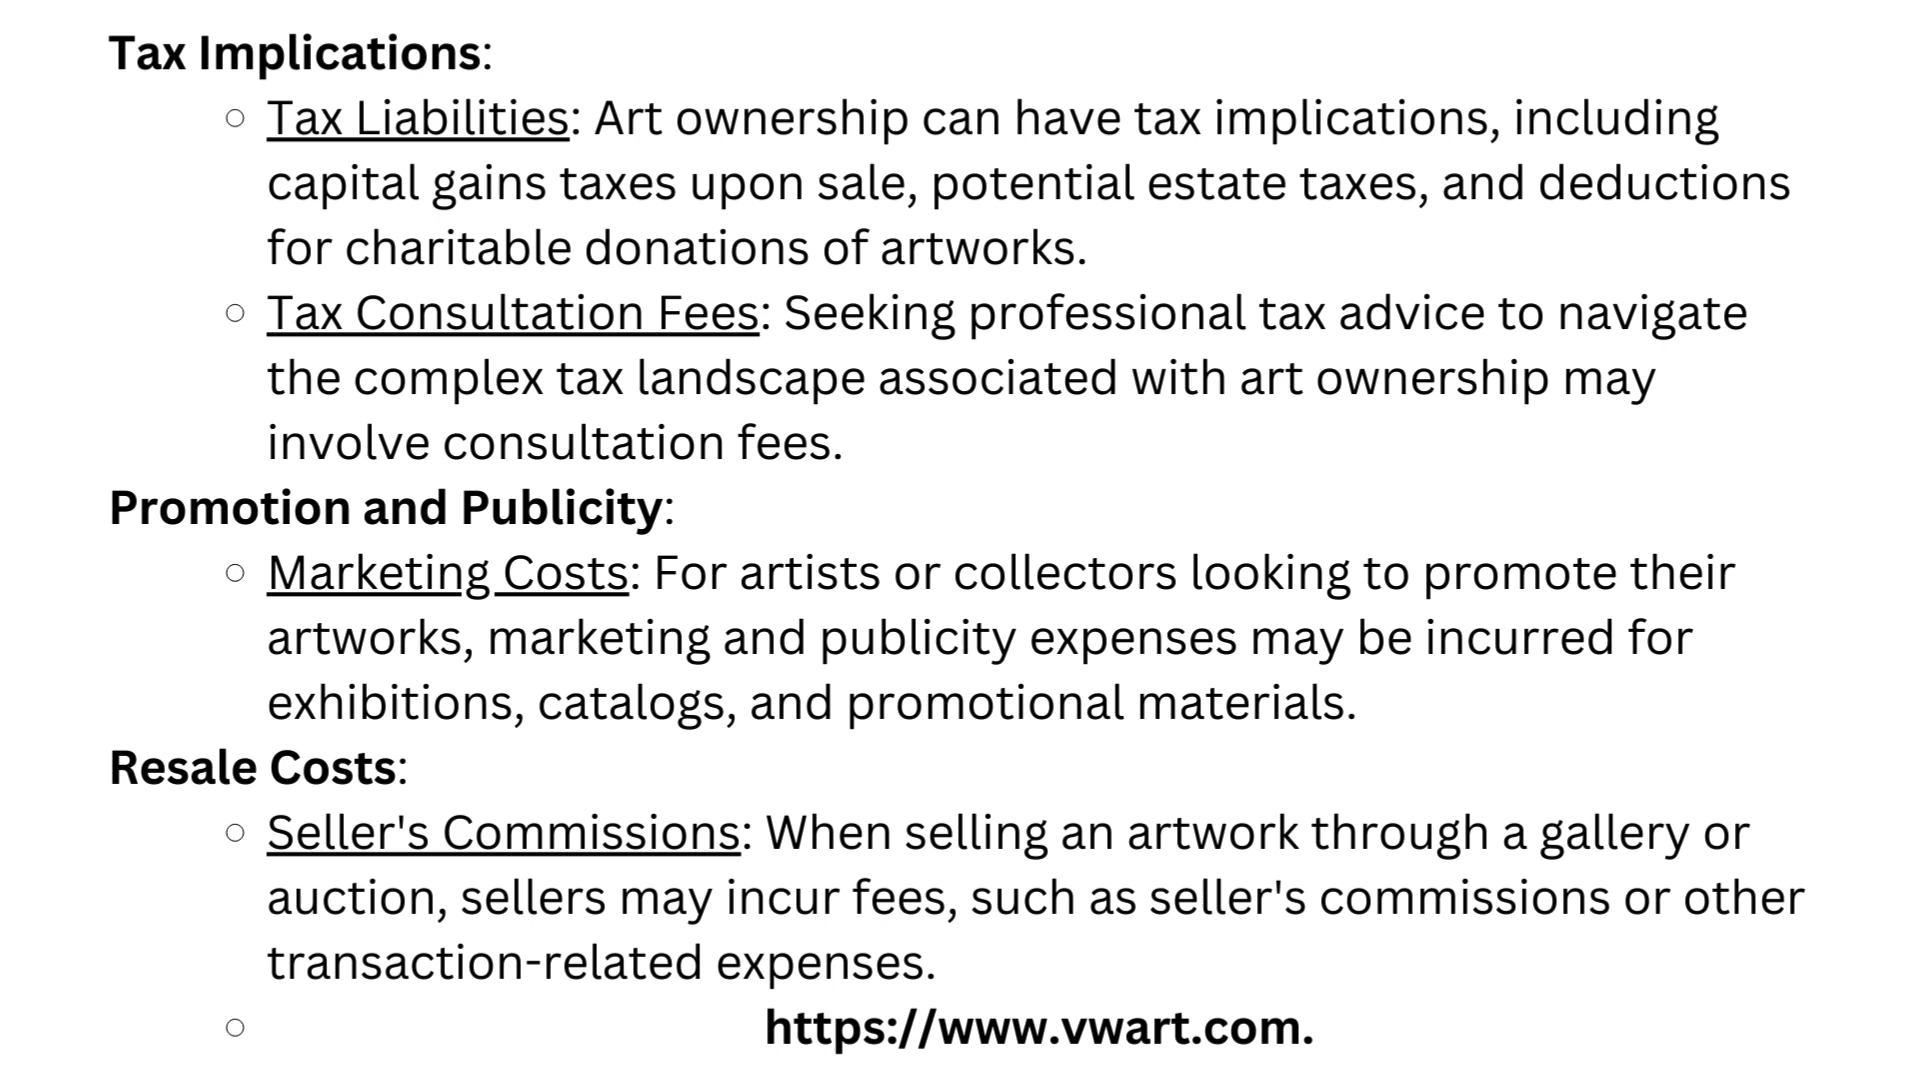 Tax Implications:
Tax Liabilities: Art ownership can have tax implications, including
capital gains taxes upon sale, potential estate taxes, and deductions
for charitable donations of artworks.
Tax Consultation Fees: Seeking professional tax advice to navigate
the complex tax landscape associated with art ownership may
involve consultation fees.
Promotion and Publicity:
Marketing Costs: For artists or collectors looking to promote their
artworks, marketing and publicity expenses may be incurred for
exhibitions, catalogs, and promotional materials.
Resale Costs:
Seller's Commissions: When selling an artwork through a gallery or
auction, sellers may incur fees, such as seller's commissions or other
transaction-related expenses.
https://www.vwart.com.